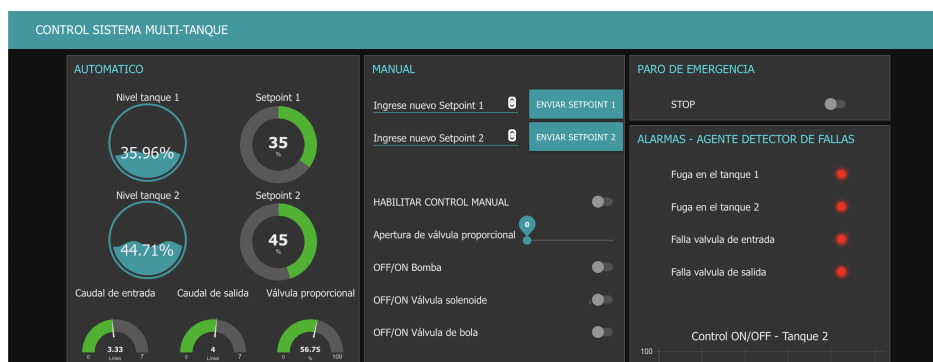 CONTROL SISTEMA MULTI-TANQUE
AUTOMATICO
Nivel tanque 1
Setpoint 1
35.96%
35
%
Nivel tanque 2
Setpoint 2
44.71%
45
%
Caudal de entrada
Caudal de salida
Válvula proporcional
3.33
0 L/min 7
4
0 L/min 7
56.75
0 % 100
MANUAL
Ingrese nuevo Setpoint 1
ENVIAR SETPOINT 1
Ingrese nuevo Setpoint 2
ENVIAR SETPOINT 2
HABILITAR CONTROL MANUAL
0
Apertura de válvula proporcional
OFF/ON Bomba
OFF/ON Válvula solenoide
OFF/ON Válvula de bola
PARO DE EMERGENCIA
STOP
ALARMAS - AGENTE DETECTOR DE FALLAS
Fuga en el tanque 1
Fuga en el tanque 2
Falla valvula de entrada
Falla valvula de salida
Control ON/OFF - Tanque 2
100